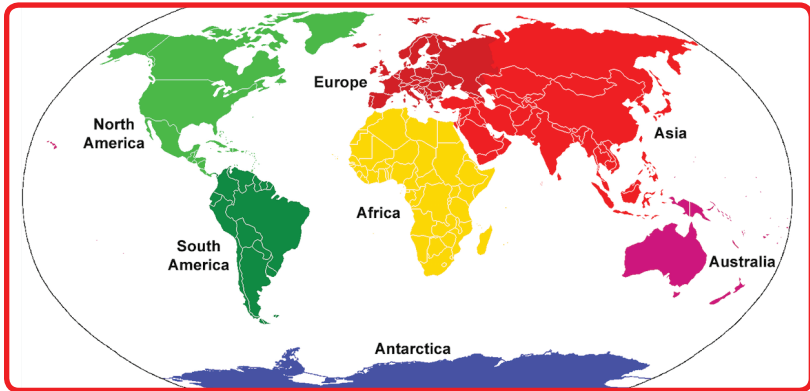 Europe
North
America
Asia
Africa
South
America
Australia
Antarctica